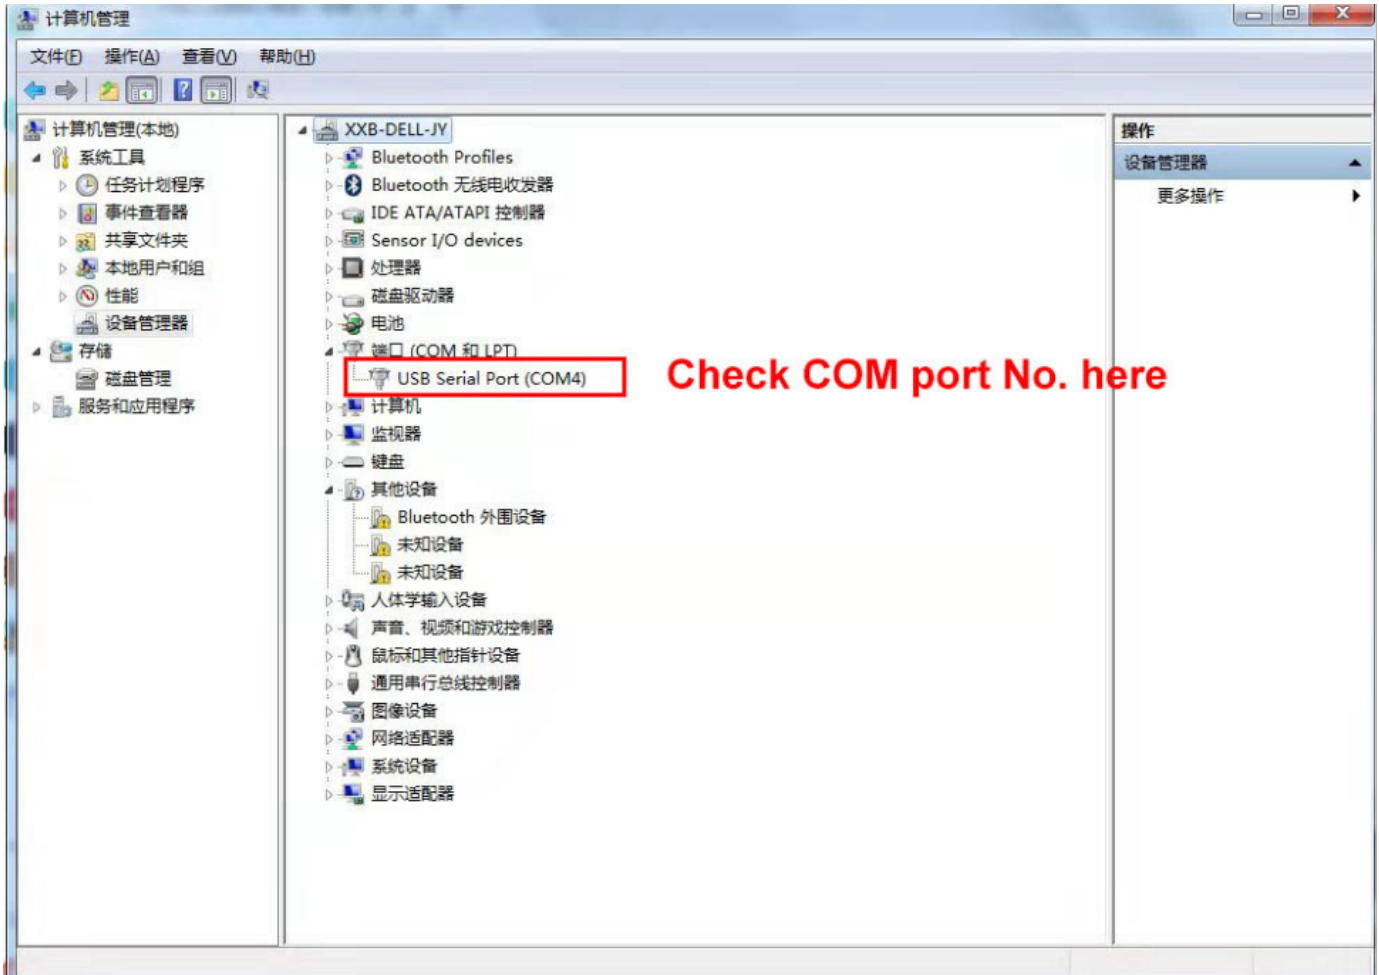 计算机管理
文件(F) 操作(A) 查看(V) 帮助(H)
计算机管理(本地)
系统工具
任务计划程序
事件查看器
共享文件夹
本地用户和组
性能
设备管理器
存储
磁盘管理
服务和应用程序
XXB-DELL-JY
Bluetooth Profiles
Bluetooth 无线电收发器
IDE ATA/ATAPI 控制器
Sensor I/O devices
处理器
磁盘驱动器
电池
端口 (COM 和 LPT)
USB Serial Port (COM4)
Check COM port No. here
计算机
监视器
键盘
其他设备
Bluetooth 外围设备
未知设备
未知设备
人体学输入设备
声音、视频和游戏控制器
鼠标和其他指针设备
通用串行总线控制器
图像设备
网络适配器
系统设备
显示适配器
操作
设备管理器
更多操作